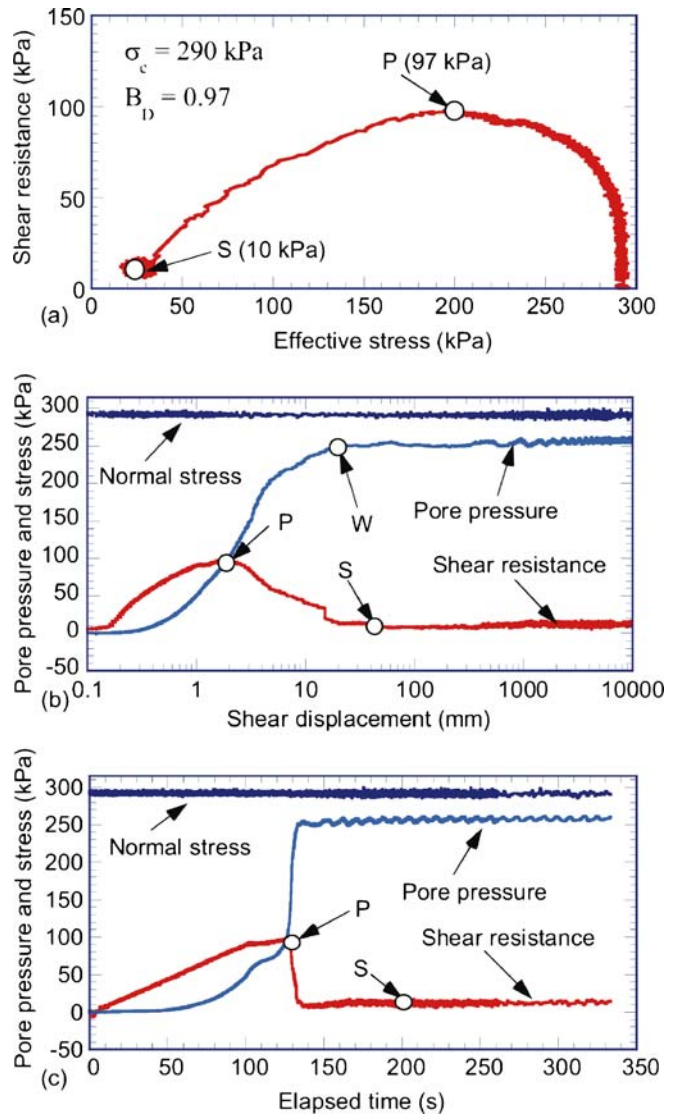 150
100
50
0
Shear resistance (kPa)
σc = 290 kPa
BD = 0.97
P (97 kPa)
S (10 kPa)
0 50 100 150 200 250 300
(a)
Effective stress (kPa)
300
250
200
150
100
50
0
-50
Pore pressure and stress (kPa)
Normal stress
W
Pore pressure
P
S
Shear resistance
0.1 1 10 100 1000 10000
(b)
Shear displacement (mm)
300
250
200
150
100
50
0
-50
Pore pressure and stress (kPa)
Normal stress
Pore pressure
P
Shear resistance
S
0 50 100 150 200 250 300 350
(c)
Elapsed time (s)